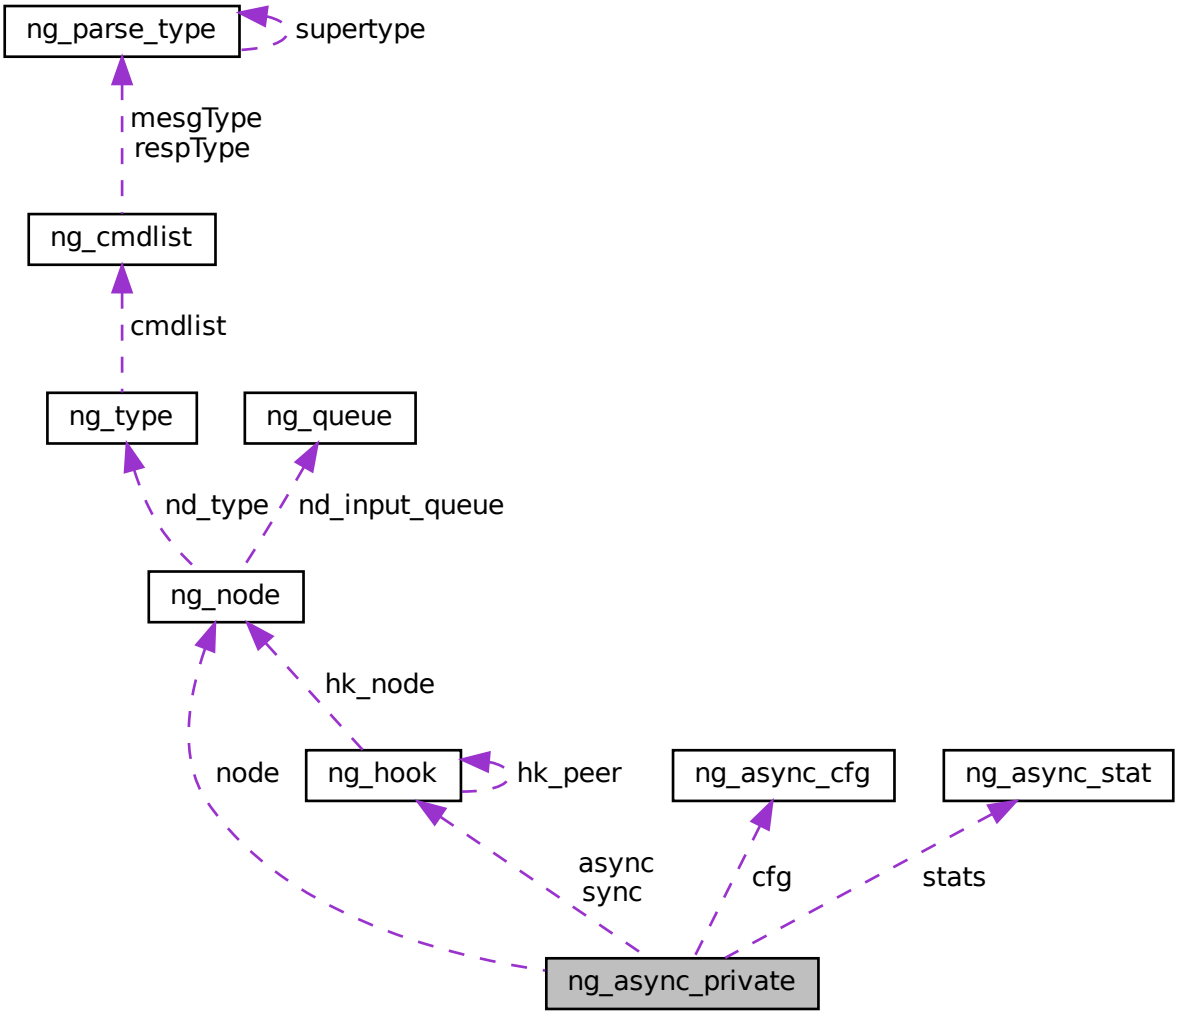 ng_parse_type
supertype
mesgType
respType
ng_cmdlist
cmdlist
ng_type
ng_queue
nd_type
nd_input_queue
ng_node
hk_node
node
ng_hook
hk_peer
ng_async_cfg
ng_async_stat
async
sync
cfg
stats
ng_async_private